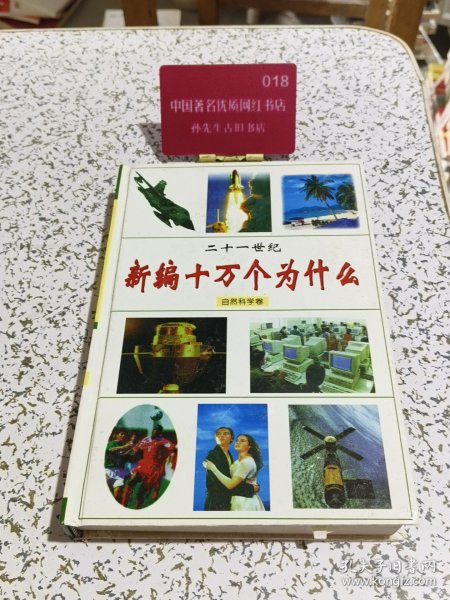 018
中国著名优质网红书店
孙先生古旧书店
二十一世纪
新编十万个为什么
自然科学卷
孔夫子旧书网
www.kongfz.com